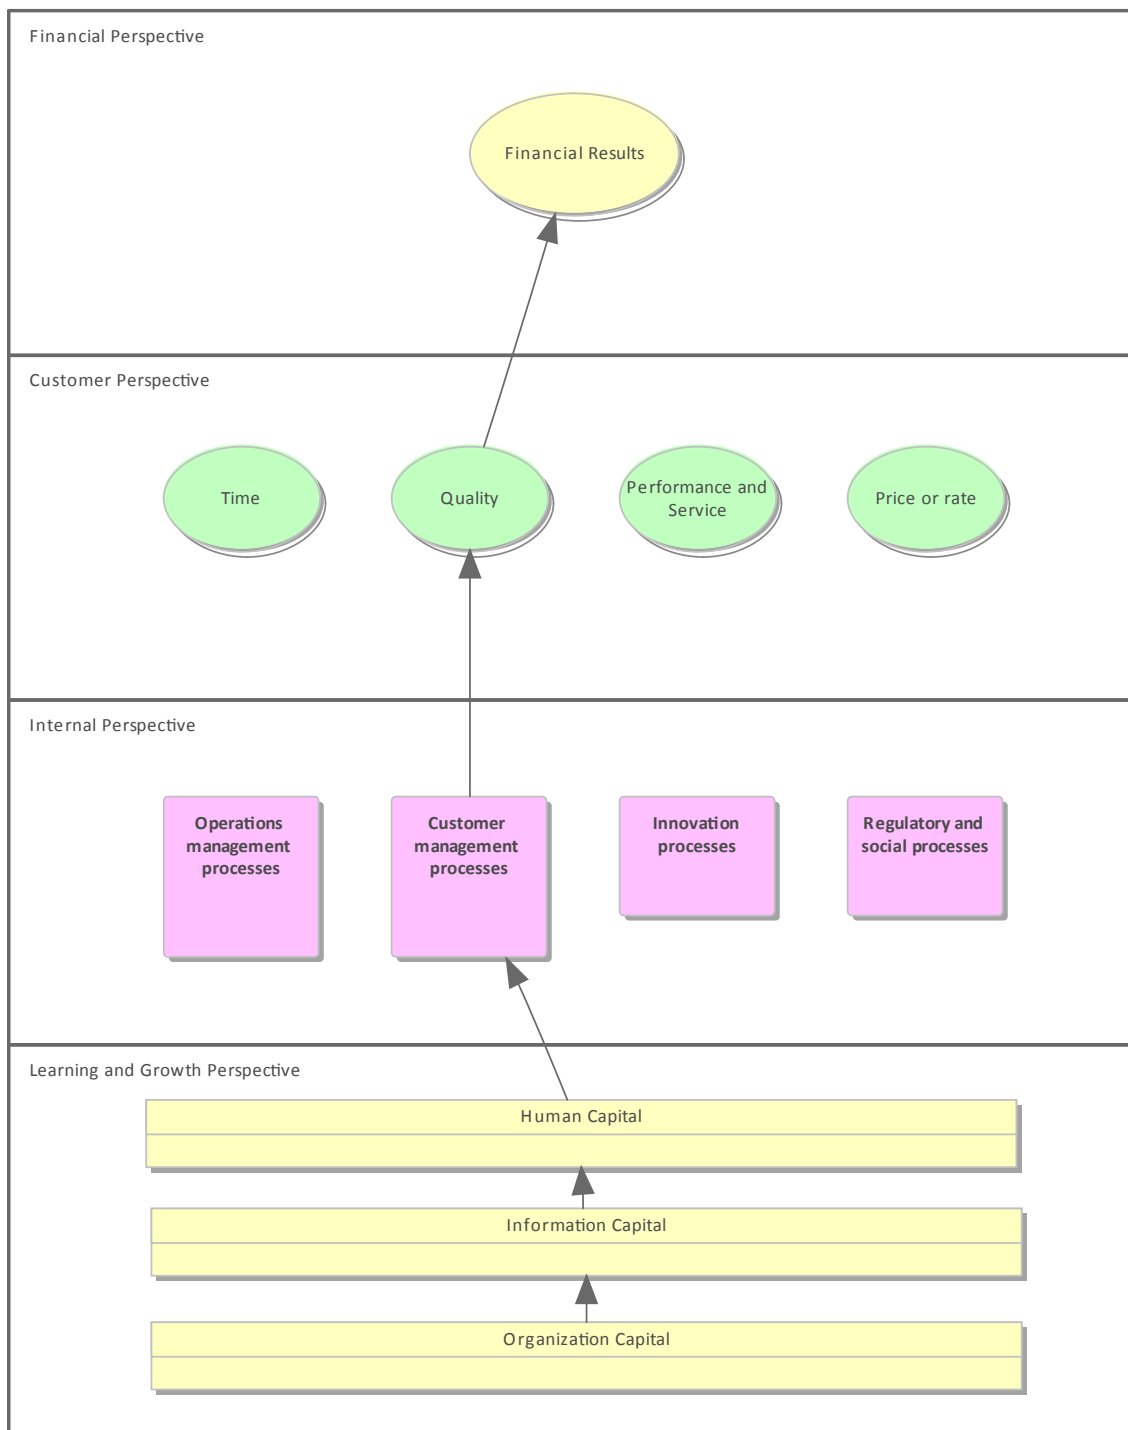 Financial Perspective
Financial Results
Customer Perspective
Time
Quality
Performance and
Service
Price or rate
Internal Perspective
Operations
management
processes
Customer
management
processes
Innovation
processes
Regulatory and
social processes
Learning and Growth Perspective
Human Capital
Information Capital
Organization Capital